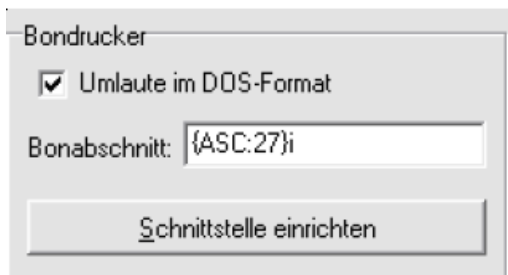 Bondrucker
Umlaute im DOS-Format
Bonabschnitt: {ASC:27}i
Schnittstelle einrichten